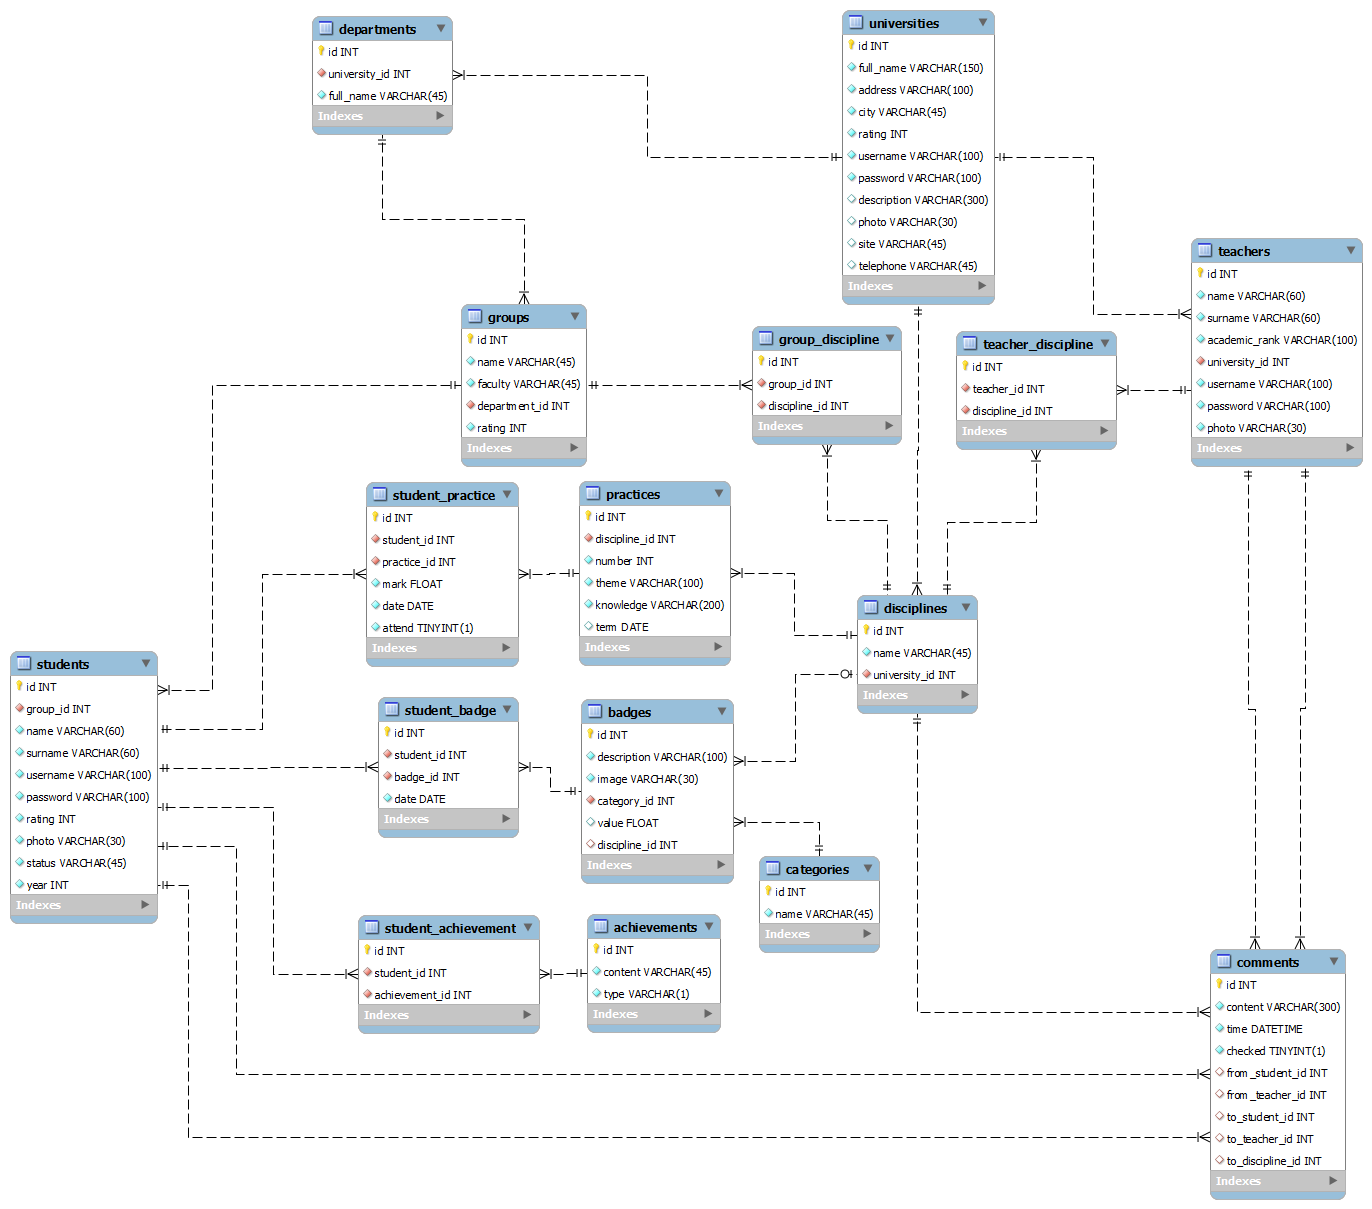 departments
id INT
university_id INT
full_name VARCHAR(45)
Indexes
universities
id INT
full_name VARCHAR(150)
address VARCHAR(100)
city VARCHAR(45)
rating INT
username VARCHAR(100)
password VARCHAR(100)
description VARCHAR(300)
photo VARCHAR(30)
site VARCHAR(45)
telephone VARCHAR(45)
Indexes
teachers
id INT
name VARCHAR(60)
surname VARCHAR(60)
academic_rank VARCHAR(100)
university_id INT
username VARCHAR(100)
password VARCHAR(100)
photo VARCHAR(30)
Indexes
groups
id INT
name VARCHAR(45)
faculty VARCHAR(45)
department_id INT
rating INT
Indexes
group_discipline
id INT
group_id INT
discipline_id INT
Indexes
teacher_discipline
id INT
teacher_id INT
discipline_id INT
Indexes
student_practice
id INT
student_id INT
practice_id INT
mark FLOAT
date DATE
attend TINYINT(1)
Indexes
practices
id INT
discipline_id INT
number INT
theme VARCHAR(100)
knowledge VARCHAR(200)
term DATE
Indexes
disciplines
id INT
name VARCHAR(45)
university_id INT
Indexes
students
id INT
group_id INT
name VARCHAR(60)
surname VARCHAR(60)
username VARCHAR(100)
password VARCHAR(100)
rating INT
photo VARCHAR(30)
status VARCHAR(45)
year INT
Indexes
student_badge
id INT
student_id INT
badge_id INT
date DATE
Indexes
badges
id INT
description VARCHAR(100)
image VARCHAR(30)
category_id INT
value FLOAT
discipline_id INT
Indexes
categories
id INT
name VARCHAR(45)
Indexes
student_achievement
id INT
student_id INT
achievement_id INT
Indexes
achievements
id INT
content VARCHAR(45)
type VARCHAR(1)
Indexes
comments
id INT
content VARCHAR(300)
time DATETIME
checked TINYINT(1)
from_student_id INT
from_teacher_id INT
to_student_id INT
to_teacher_id INT
to_discipline_id INT
Indexes